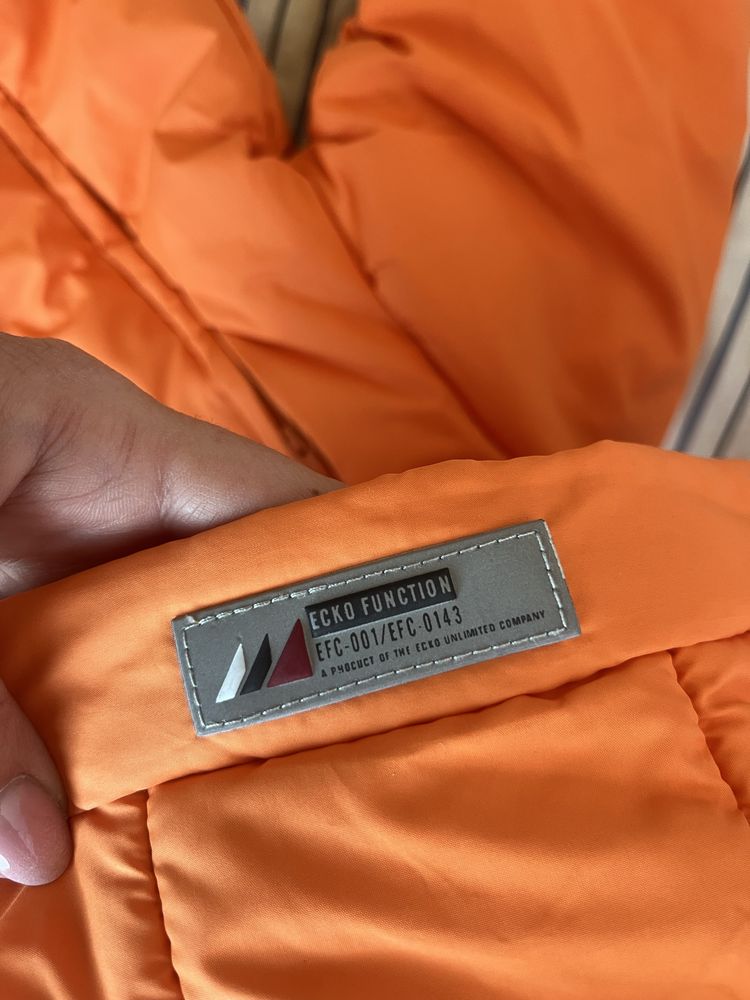 ECKO FUNCTION
EFC-001/EFC-0143
A PRODUCT OF THE ECKO UNLIMITED COMPANY